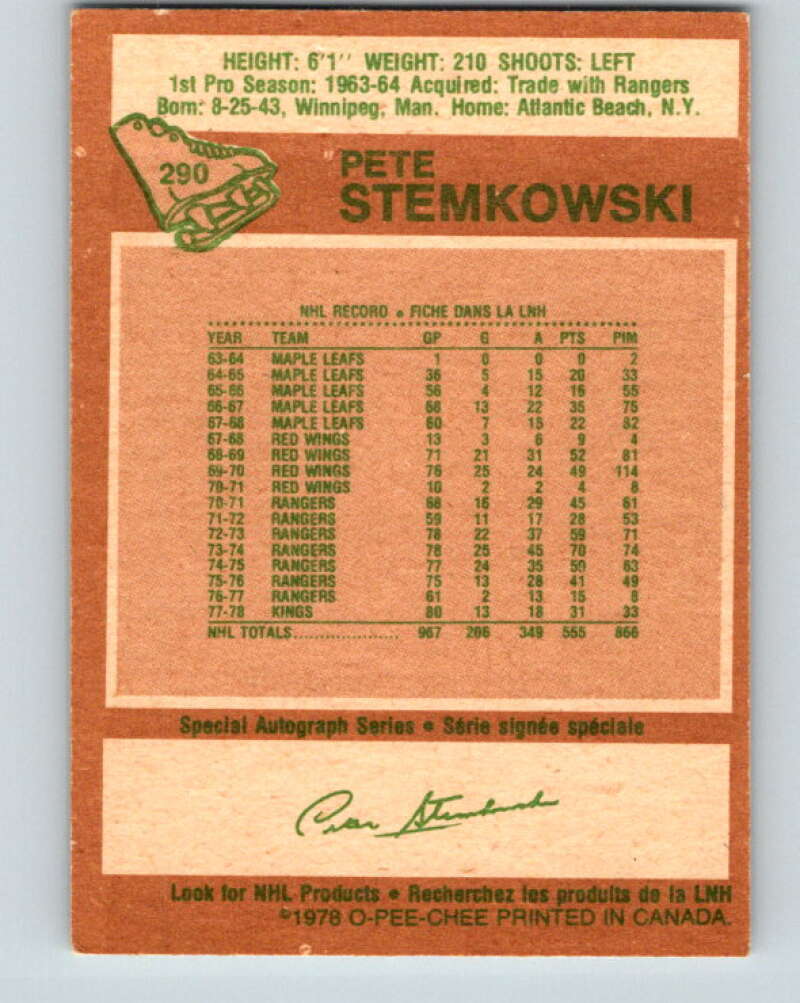 HEIGHT: 6'1'' WEIGHT: 210 SHOOTS: LEFT
1st Pro Season: 1963-64 Acquired: Trade with Rangers
Born: 8-25-43, Winnipeg, Man. Home: Atlantic Beach, N.Y.
290
PETE
STEMKOWSKI
NHL RECORD • FICHE DANS LA LNH
YEAR TEAM GP G A PTS PIM
63-64 MAPLE LEAFS 1 0 0 0 2
64-65 MAPLE LEAFS 36 5 15 20 33
65-66 MAPLE LEAFS 56 4 12 16 55
66-67 MAPLE LEAFS 68 13 22 35 75
67-68 MAPLE LEAFS 60 7 15 22 82
67-68 RED WINGS 13 3 6 9 4
68-69 RED WINGS 71 21 31 52 81
69-70 RED WINGS 76 25 24 49 114
70-71 RED WINGS 10 2 2 4 8
70-71 RANGERS 68 16 29 45 61
71-72 RANGERS 59 11 17 28 53
72-73 RANGERS 78 22 37 59 71
73-74 RANGERS 78 25 45 70 74
74-75 RANGERS 77 24 35 59 63
75-76 RANGERS 75 13 28 41 49
76-77 RANGERS 61 2 13 15 8
77-78 KINGS 80 13 18 31 33
NHL TOTALS.................... 967 206 349 555 866
Special Autograph Series • Série signée spéciale
Pete Stemkowski
Look for NHL Products • Recherchez les produits de la LNH
©1978 O-PEE-CHEE PRINTED IN CANADA.